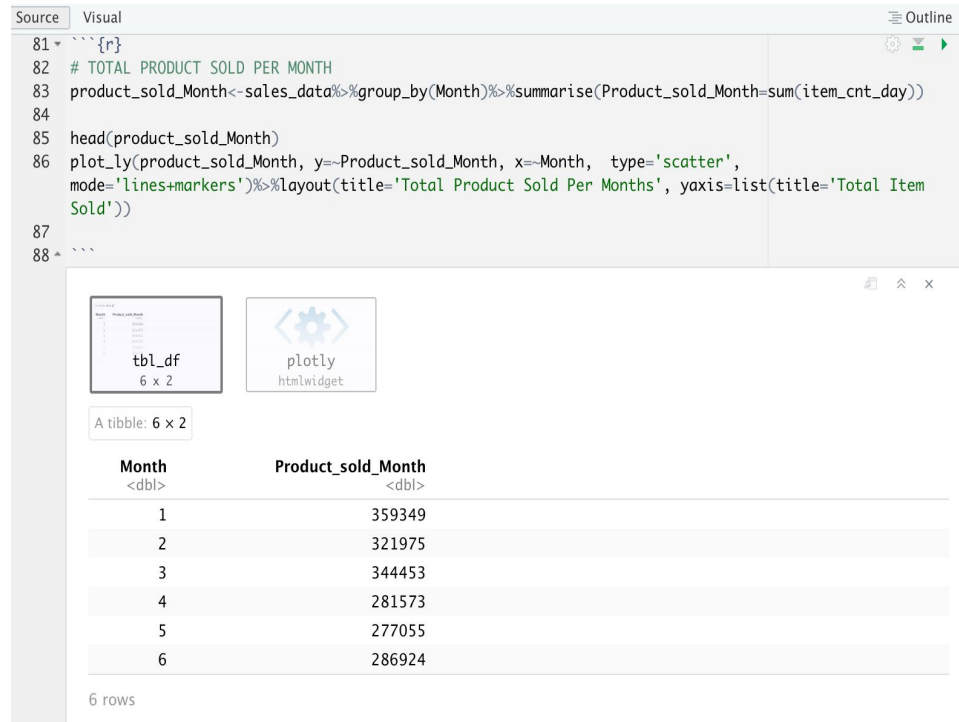 Source Visual Outline
81 ```{r}
82 # TOTAL PRODUCT SOLD PER MONTH
83 product_sold_Month<-sales_data%>%group_by(Month)%>%summarise(Product_sold_Month=sum(item_cnt_day))
84
85 head(product_sold_Month)
86 plot_ly(product_sold_Month, y=~Product_sold_Month, x=~Month, type='scatter',
mode='lines+markers')%>%layout(title='Total Product Sold Per Months', yaxis=list(title='Total Item
Sold'))
87
88 ```
tbl_df
6 x 2
plotly
htmlwidget
A tibble: 6 × 2
Month Product_sold_Month
<dbl> <dbl>
1 359349
2 321975
3 344453
4 281573
5 277055
6 286924
6 rows